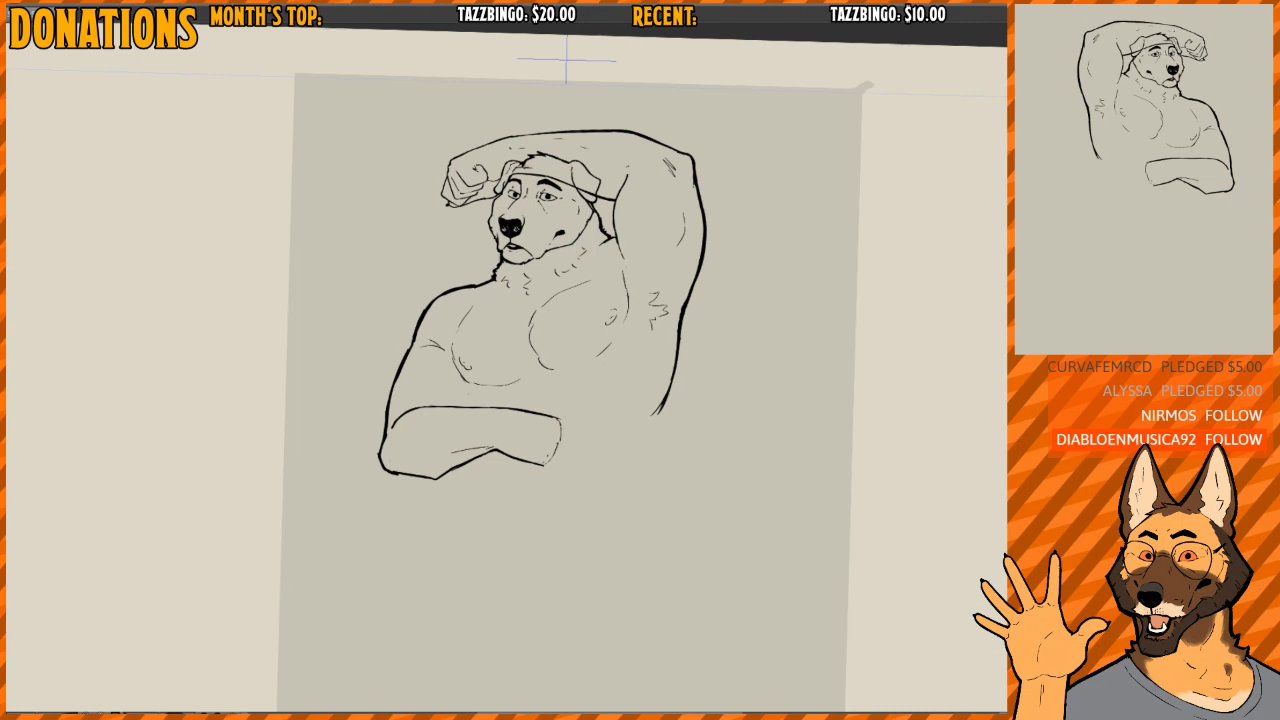 DONATIONS
MONTH'S TOP: TAZZBINGO: $20.00 RECENT: TAZZBINGO: $10.00
CURVAFEMRCD PLEDGED $5.00
ALYSSA PLEDGED $5.00
NIRMOS FOLLOW
DIABLOENMUSICA92 FOLLOW